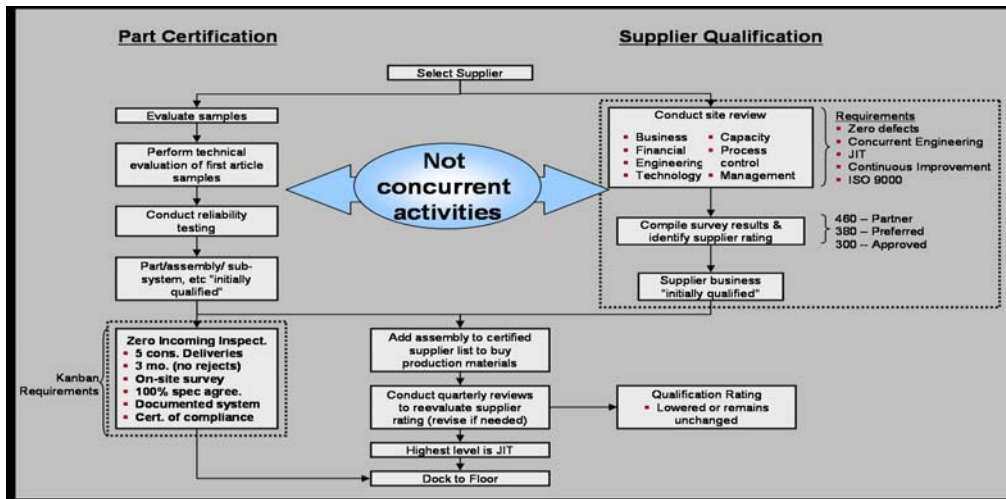 Part Certification
Supplier Qualification
Select Supplier
Evaluate samples
Perform technical
evaluation of first article
samples
Conduct reliability
testing
Part/assembly/ sub-
system, etc "initially
qualified"
Not
concurrent
activities
Conduct site review
Business
Financial
Engineering
Technology
Capacity
Process
control
Management
Requirements
Zero defects
Concurrent Engineering
JIT
Continuous Improvement
ISO 9000
Compile survey results &
identify supplier rating
460 – Partner
380 – Preferred
300 – Approved
Supplier business
"initially qualified"
Kanban
Requirements
Zero Incoming Inspect.
5 cons. Deliveries
3 mo. (no rejects)
On-site survey
100% spec agree.
Documented system
Cert. of compliance
Add assembly to certified
supplier list to buy
production materials
Conduct quarterly reviews
to reevaluate supplier
rating (revise if needed)
Qualification Rating
Lowered or remains
unchanged
Highest level is JIT
Dock to Floor